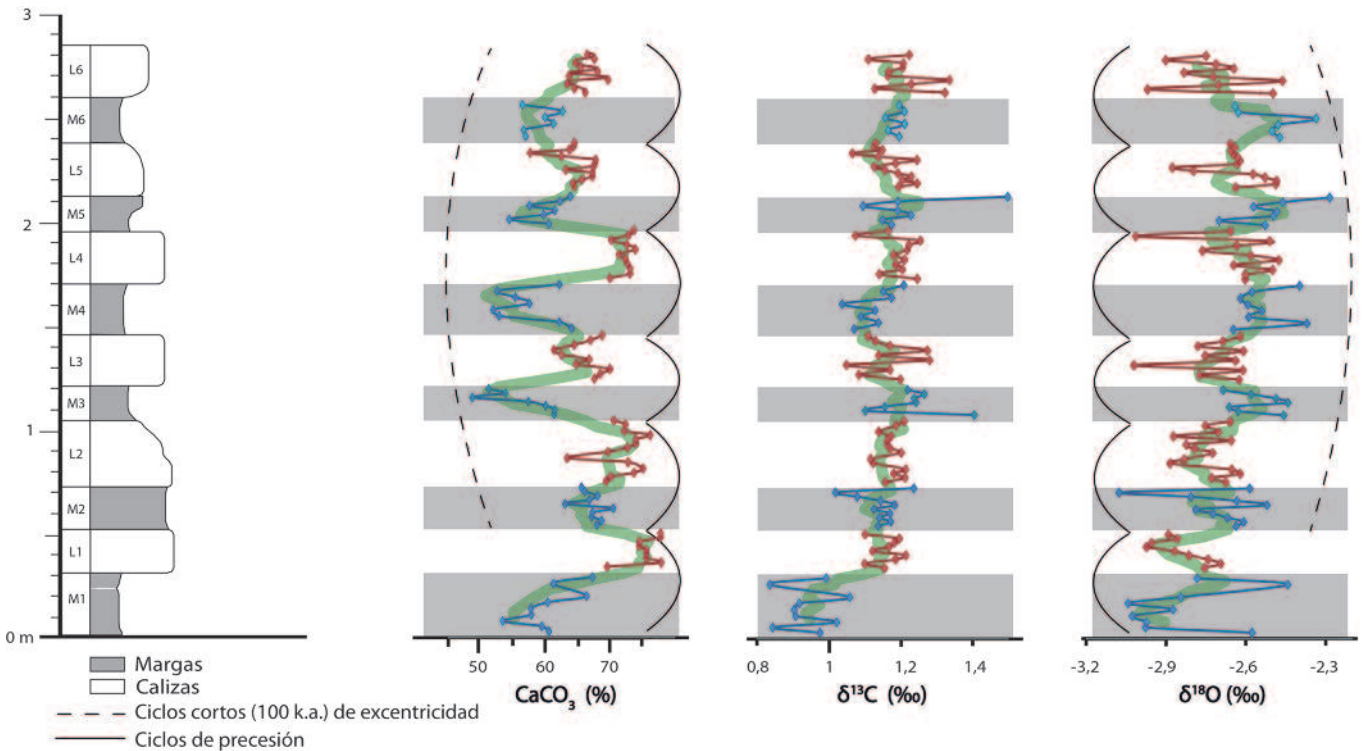 3
L6
M6
L5
M5
2
L4
M4
L3
M3
1
L2
M2
L1
M1
0 m
50 60 70
CaCO₃ (%)
0,8 1 1,2 1,4
δ¹³C (‰)
-3,2 -2,9 -2,6 -2,3
δ¹⁸O (‰)
Margas
Calizas
Ciclos cortos (100 k.a.) de excentricidad
Ciclos de precesión